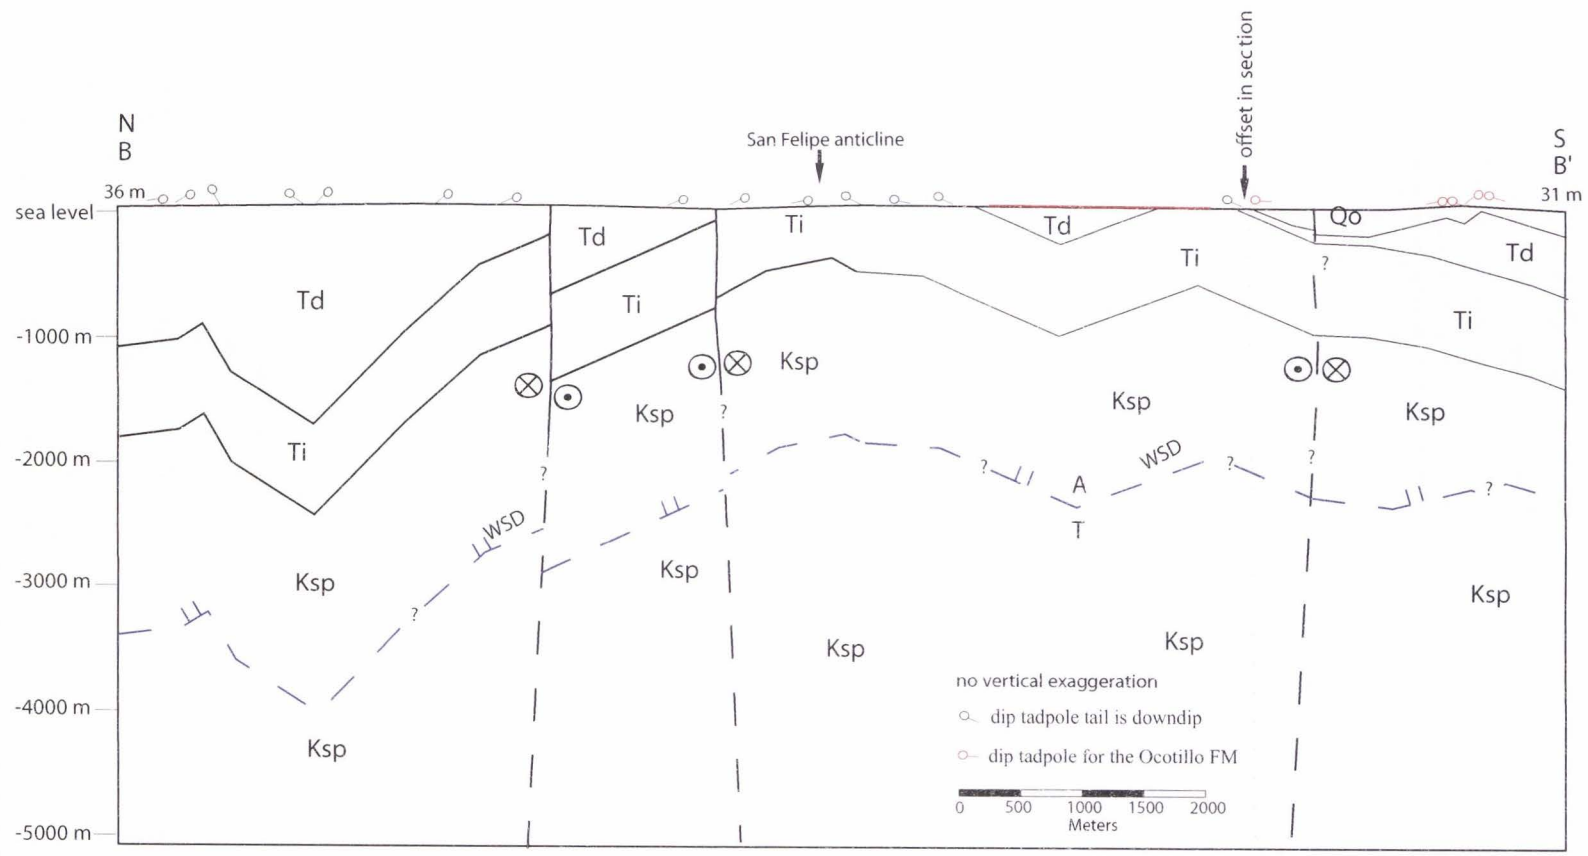 offset in section
N
B
San Felipe anticline
S
B'
36 m
31 m
sea level
Qo
Ti
Td
Td
Td
?
Ti
Td
Ti
Ti
-1000 m
Ksp
Ksp
Ksp
Ksp
?
Ti
-2000 m
WSD
?
?
?
?
?
A
WSD
T
Ksp
-3000 m
Ksp
Ksp
?
Ksp
Ksp
no vertical exaggeration
-4000 m
dip tadpole tail is downdip
Ksp
dip tadpole for the Ocotillo FM
0 500 1000 1500 2000
Meters
-5000 m